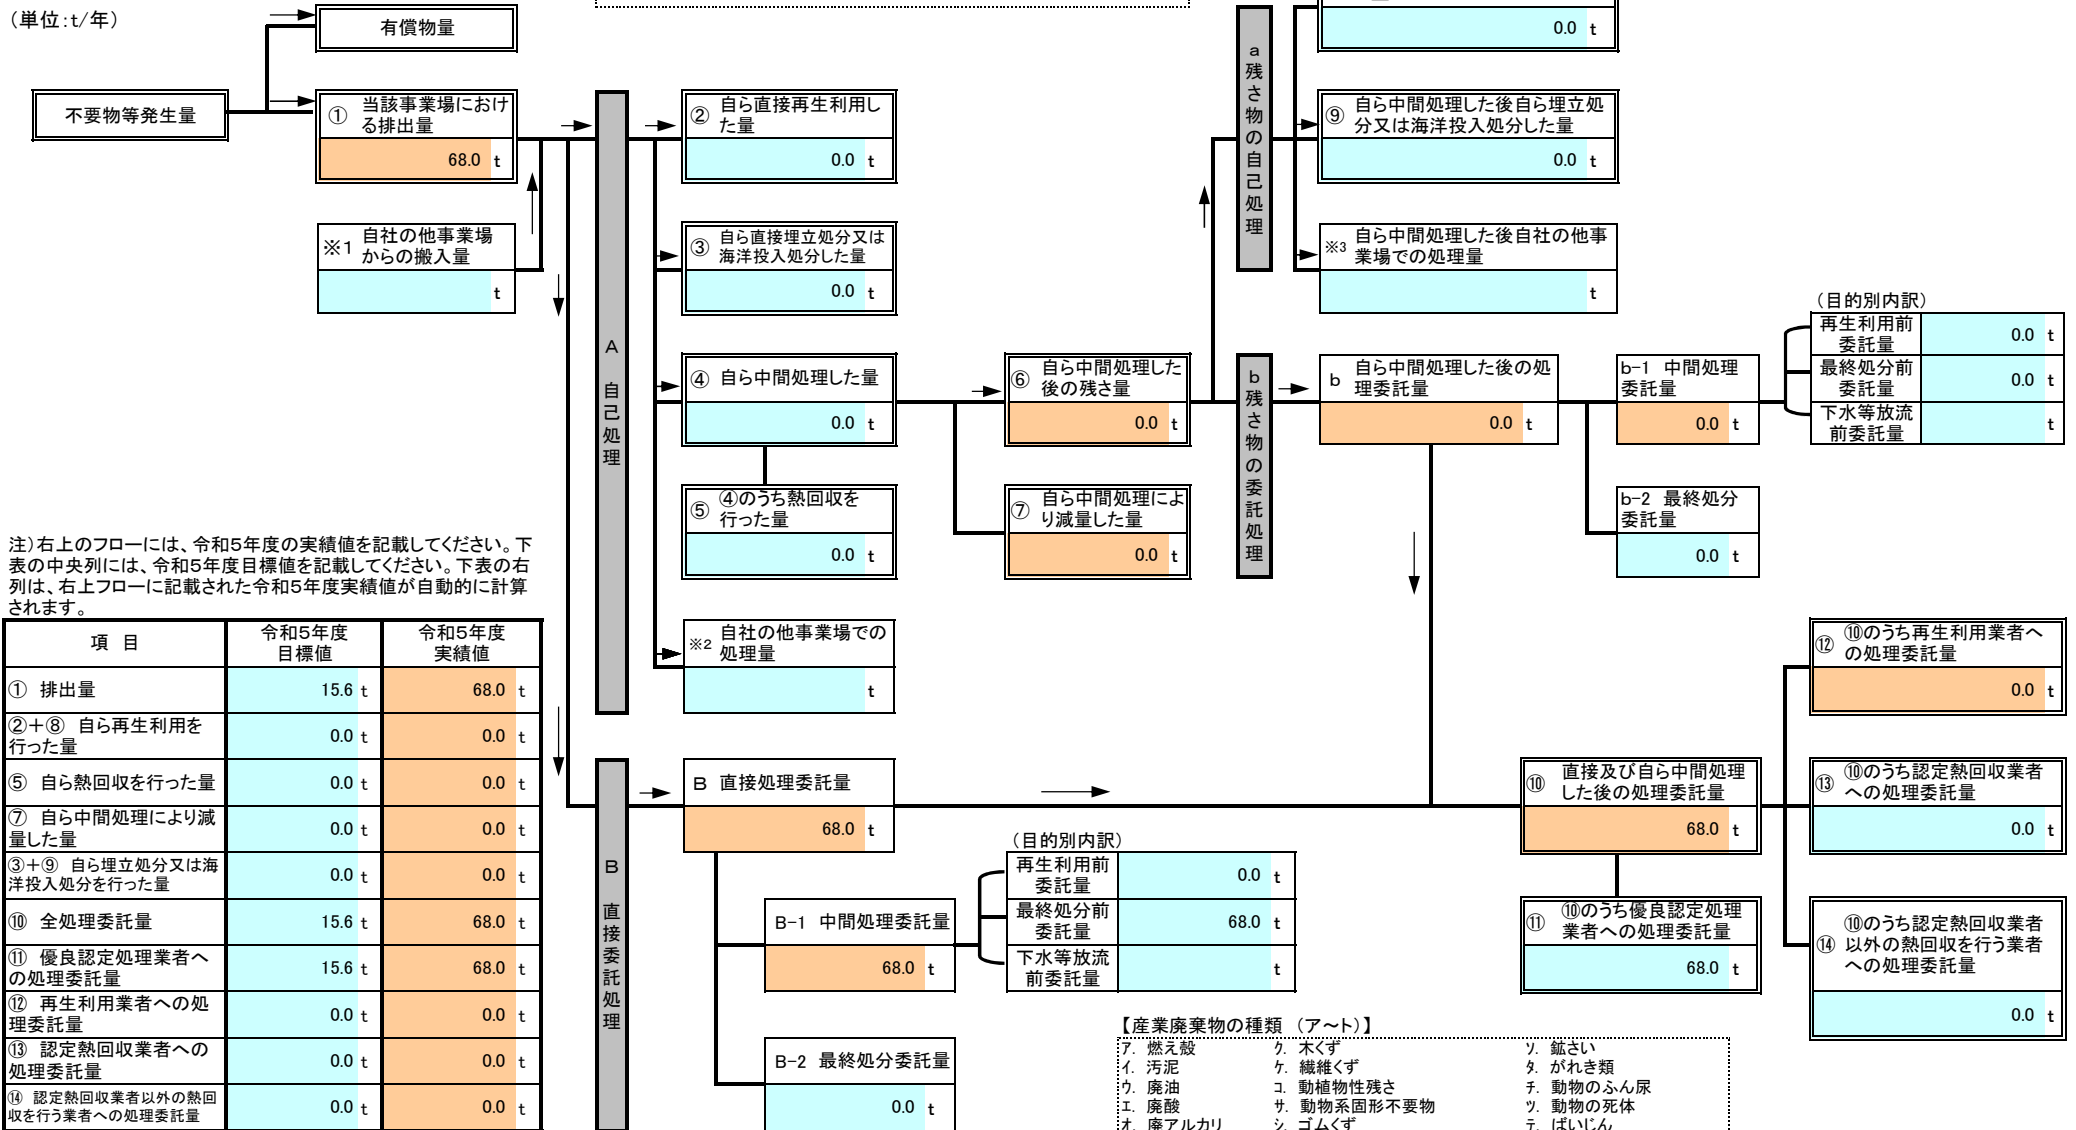 (単位:t/年)
有償物量
不要物等発生量
① 当該事業場におけ
る排出量
68.0 t
※1 自社の他事業場
からの搬入量
t
A 自己処理
② 自ら直接再生利用し
た量
0.0 t
③ 自ら直接埋立処分又は
海洋投入処分した量
0.0 t
④ 自ら中間処理した量
0.0 t
⑤ ④のうち熱回収を
行った量
0.0 t
※2 自社の他事業場での
処理量
t
⑥ 自ら中間処理した
後の残さ量
0.0 t
⑦ 自ら中間処理によ
り減量した量
0.0 t
a 残さ物の自己処理
0.0 t
⑨ 自ら中間処理した後自ら埋立処
分又は海洋投入処分した量
0.0 t
※3 自ら中間処理した後自社の他事
業場での処理量
t
b 残さ物の委託処理
b 自ら中間処理した後の処
理委託量
0.0 t
b-1 中間処理
委託量
0.0 t
b-2 最終処分
委託量
0.0 t
(目的別内訳)
再生利用前
委託量
0.0 t
最終処分前
委託量
0.0 t
下水等放流
前委託量
t
注)右上のフローには、令和5年度の実績値を記載してください。下
表の中央列には、令和5年度目標値を記載してください。下表の右
列は、右上フローに記載された令和5年度実績値が自動的に計算
されます。
項 目 令和5年度 目標値 令和5年度 実績値
① 排出量 15.6 t 68.0 t
②+⑧ 自ら再生利用を
行った量 0.0 t 0.0 t
⑤ 自ら熱回収を行った量 0.0 t 0.0 t
⑦ 自ら中間処理により減
量した量 0.0 t 0.0 t
③+⑨ 自ら埋立処分又は海
洋投入処分を行った量 0.0 t 0.0 t
⑩ 全処理委託量 15.6 t 68.0 t
⑪ 優良認定処理業者へ
の処理委託量 15.6 t 68.0 t
⑫ 再生利用業者への処
理委託量 0.0 t 0.0 t
⑬ 認定熱回収業者への
処理委託量 0.0 t 0.0 t
⑭ 認定熱回収業者以外の熱回
収を行う業者への処理委託量 0.0 t 0.0 t
B 直接委託処理
B 直接処理委託量
68.0 t
B-1 中間処理委託量
68.0 t
B-2 最終処分委託量
0.0 t
(目的別内訳)
再生利用前
委託量
0.0 t
最終処分前
委託量
68.0 t
下水等放流
前委託量
t
⑩ 直接及び自ら中間処理
した後の処理委託量
68.0 t
⑪ ⑩のうち優良認定処理
業者への処理委託量
68.0 t
⑫ ⑩のうち再生利用業者へ
の処理委託量
0.0 t
⑬ ⑩のうち認定熱回収業者
への処理委託量
0.0 t
⑭ ⑩のうち認定熱回収業者
以外の熱回収を行う業者
への処理委託量
0.0 t
【産業廃棄物の種類 (ア~ト)】
ア. 燃え殻 ク. 木くず ソ. 鉱さい
イ. 汚泥 ケ. 繊維くず タ. がれき類
ウ. 廃油 コ. 動植物性残さ チ. 動物のふん尿
エ. 廃酸 サ. 動物系固形不要物 ツ. 動物の死体
オ. 廃アルカリ シ. ゴムくず テ. ばいじん